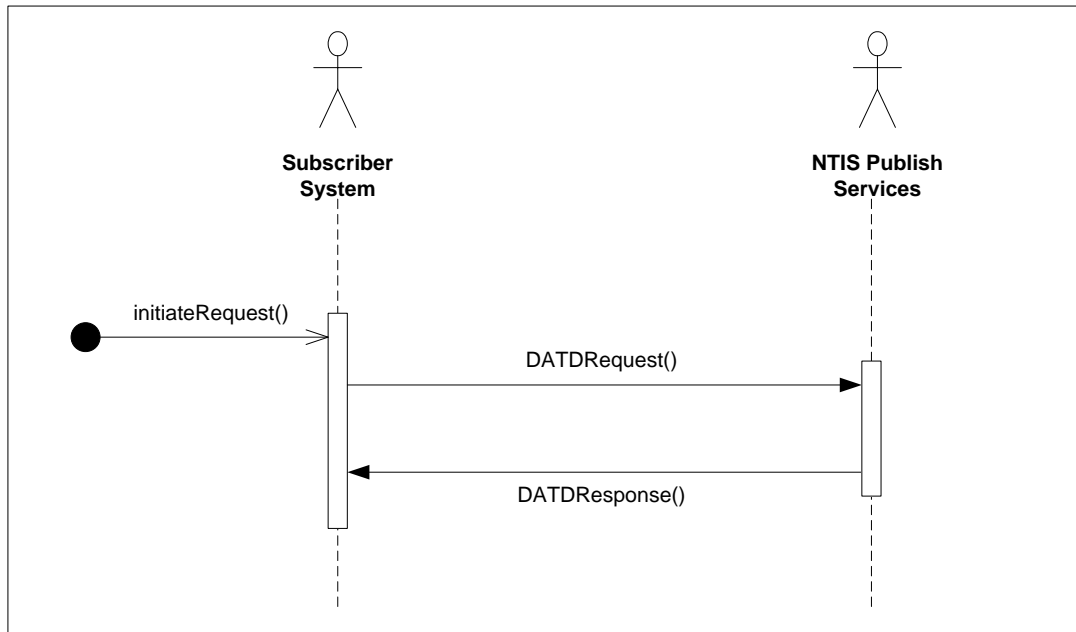 Subscriber
System
NTIS Publish
Services
initiateRequest()
DATDRequest()
DATDResponse()